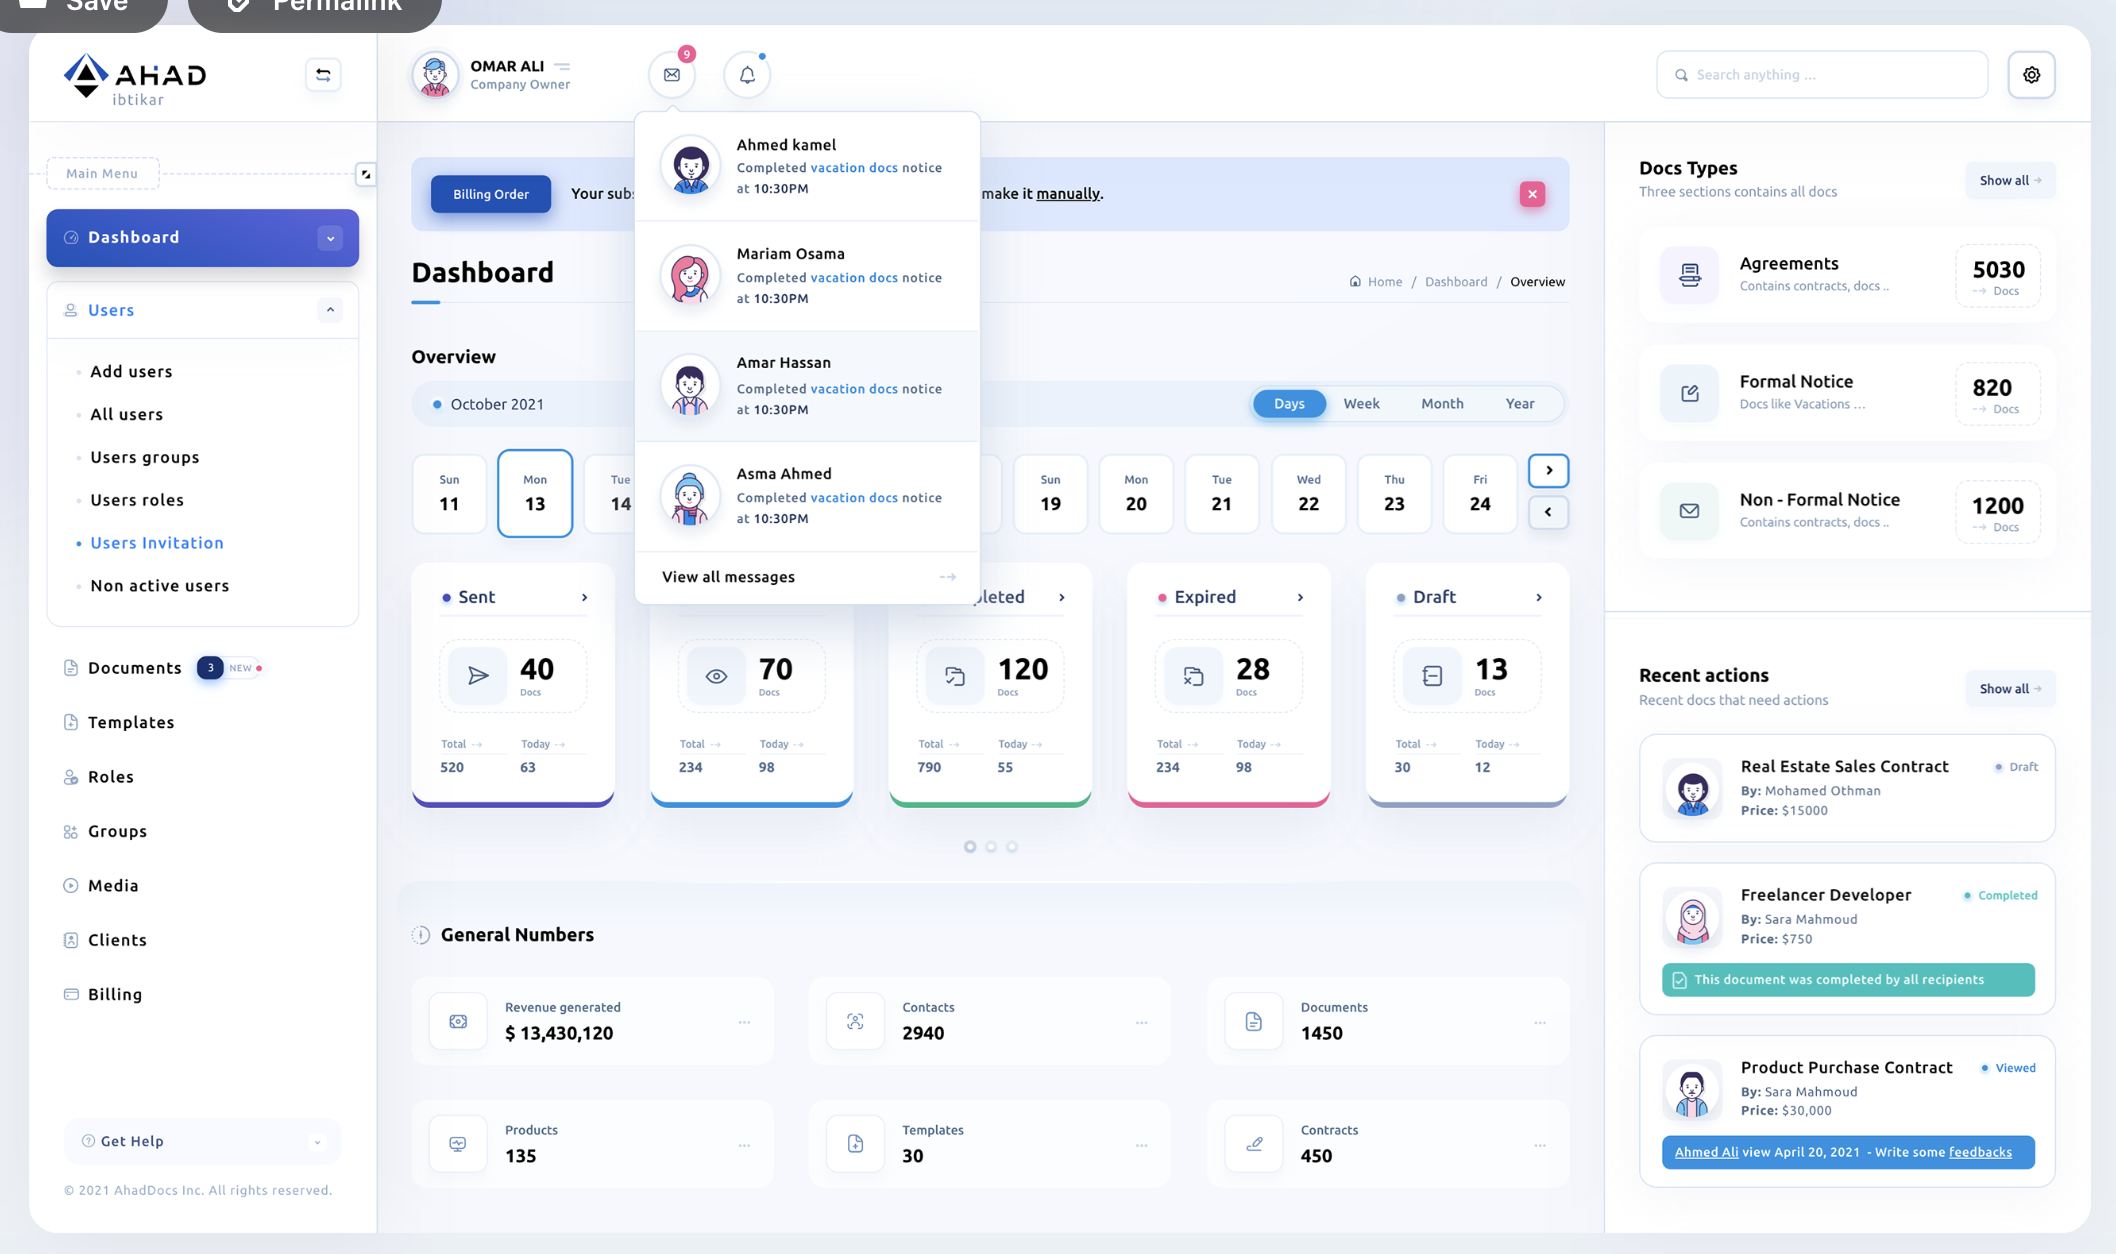 Save
Permalink
AHAD
ibtikar
OMAR ALI
Company Owner
9
Search anything ...
Main Menu
Dashboard
Users
Add users
All users
Users groups
Users roles
Users Invitation
Non active users
Documents
3
NEW
Templates
Roles
Groups
Media
Clients
Billing
Get Help
© 2021 AhadDocs Inc. All rights reserved.
Ahmed kamel
Completed vacation docs notice
at 10:30PM
Mariam Osama
Completed vacation docs notice
at 10:30PM
Amar Hassan
Completed vacation docs notice
at 10:30PM
Asma Ahmed
Completed vacation docs notice
at 10:30PM
View all messages
Billing Order
Your
make it manually.
Dashboard
Home / Dashboard / Overview
Overview
October 2021
Days
Week
Month
Year
Sun
11
Mon
13
Tue
14
Sun
19
Mon
20
Tue
21
Wed
22
Thu
23
Fri
24
Sent
40
Docs
Total
520
Today
63
70
Docs
Total
234
Today
98
leted
120
Docs
Total
790
Today
55
Expired
28
Docs
Total
234
Today
98
Draft
13
Docs
Total
30
Today
12
General Numbers
Revenue generated
$ 13,430,120
Contacts
2940
Documents
1450
Products
135
Templates
30
Contracts
450
Docs Types
Three sections contains all docs
Show all
Agreements
Contains contracts, docs ..
5030
Docs
Formal Notice
Docs like Vacations ...
820
Docs
Non - Formal Notice
Contains contracts, docs ..
1200
Docs
Recent actions
Recent docs that need actions
Show all
Real Estate Sales Contract
Draft
By: Mohamed Othman
Price: $15000
Freelancer Developer
Completed
By: Sara Mahmoud
Price: $750
This document was completed by all recipients
Product Purchase Contract
Viewed
By: Sara Mahmoud
Price: $30,000
Ahmed Ali view April 20, 2021 - Write some feedbacks